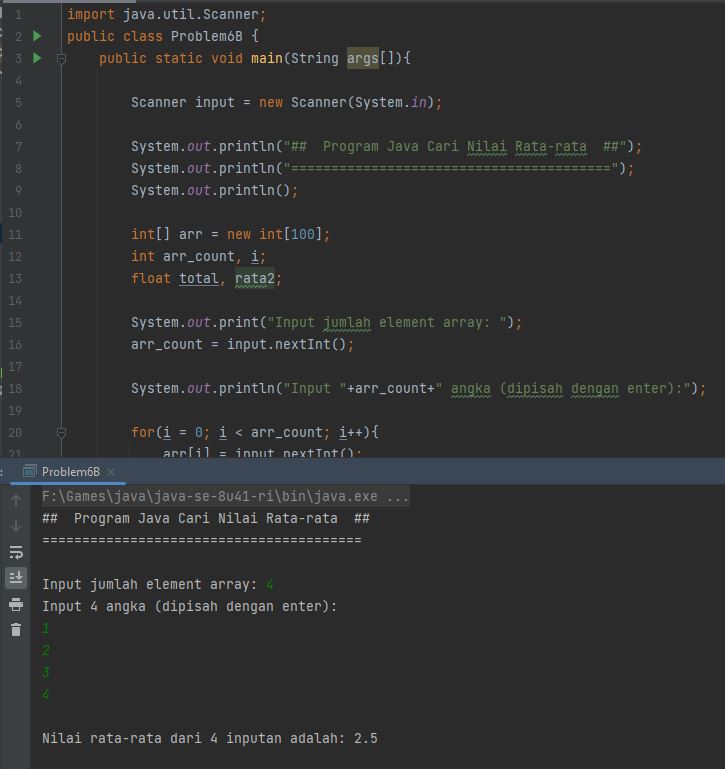 1 import java.util.Scanner;
2 public class Problem6B {
3 public static void main(String args[]){
4
5 Scanner input = new Scanner(System.in);
6
7 System.out.println("##  Program Java Cari Nilai Rata-rata  ##");
8 System.out.println("========================================");
9 System.out.println();
10
11 int[] arr = new int[100];
12 int arr_count, i;
13 float total, rata2;
14
15 System.out.print("Input jumlah element array: ");
16 arr_count = input.nextInt();
17
18 System.out.println("Input "+arr_count+" angka (dipisah dengan enter):");
19
20 for(i = 0; i < arr_count; i++){
21 arr[i] = input.nextInt();
: Problem6B ×
F:\Games\java\java-se-8u41-ri\bin\java.exe ...
##  Program Java Cari Nilai Rata-rata  ##
========================================
Input jumlah element array: 4
Input 4 angka (dipisah dengan enter):
1
2
3
4
Nilai rata-rata dari 4 inputan adalah: 2.5